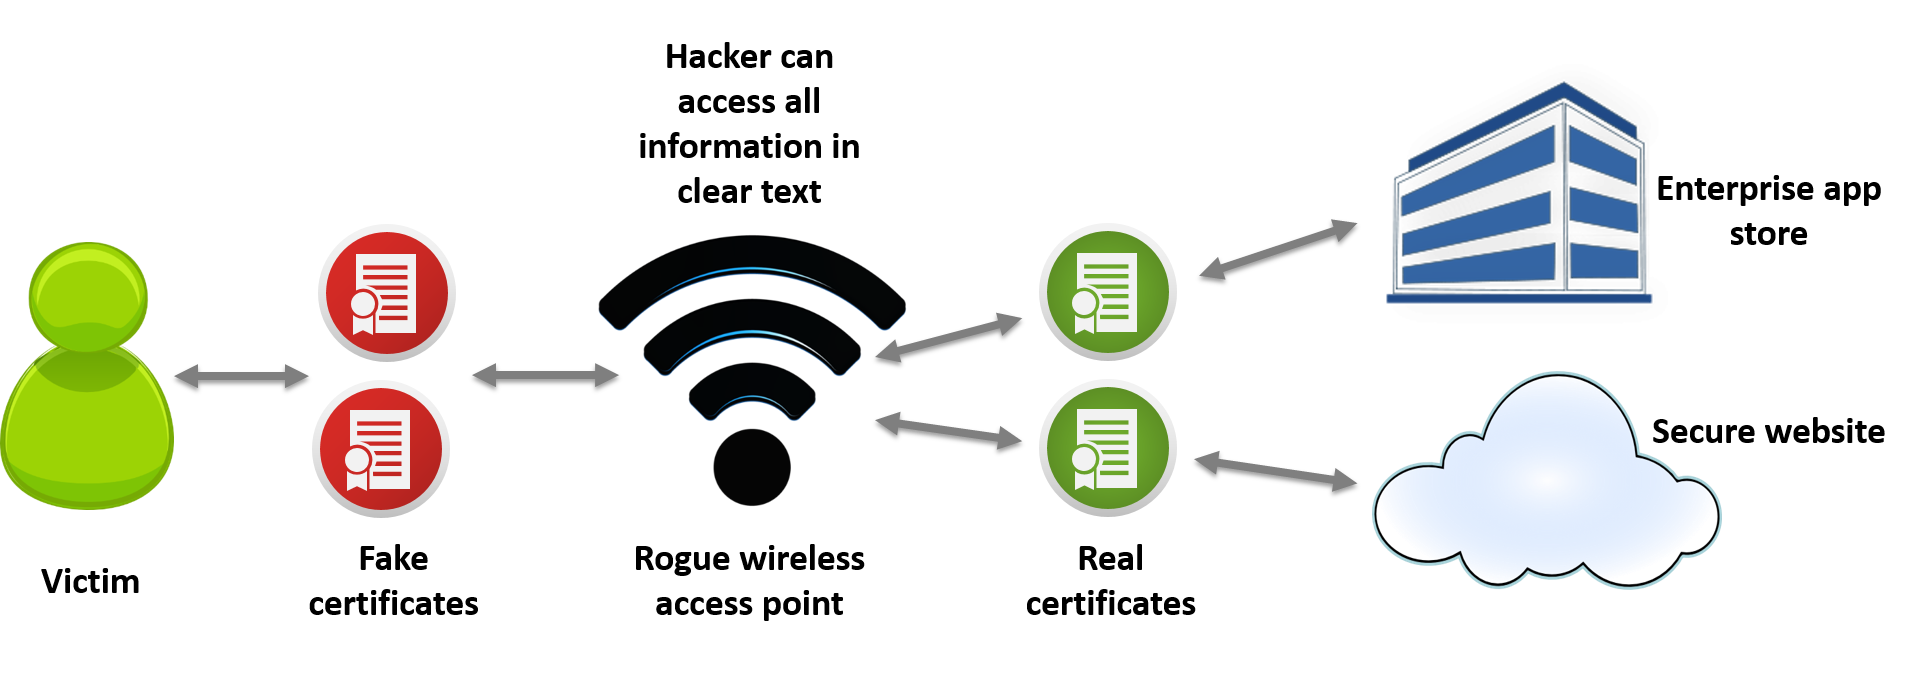 Hacker can
access all
information in
clear text
Enterprise app
store
Secure website
Victim
Fake
certificates
Rogue wireless
access point
Real
certificates